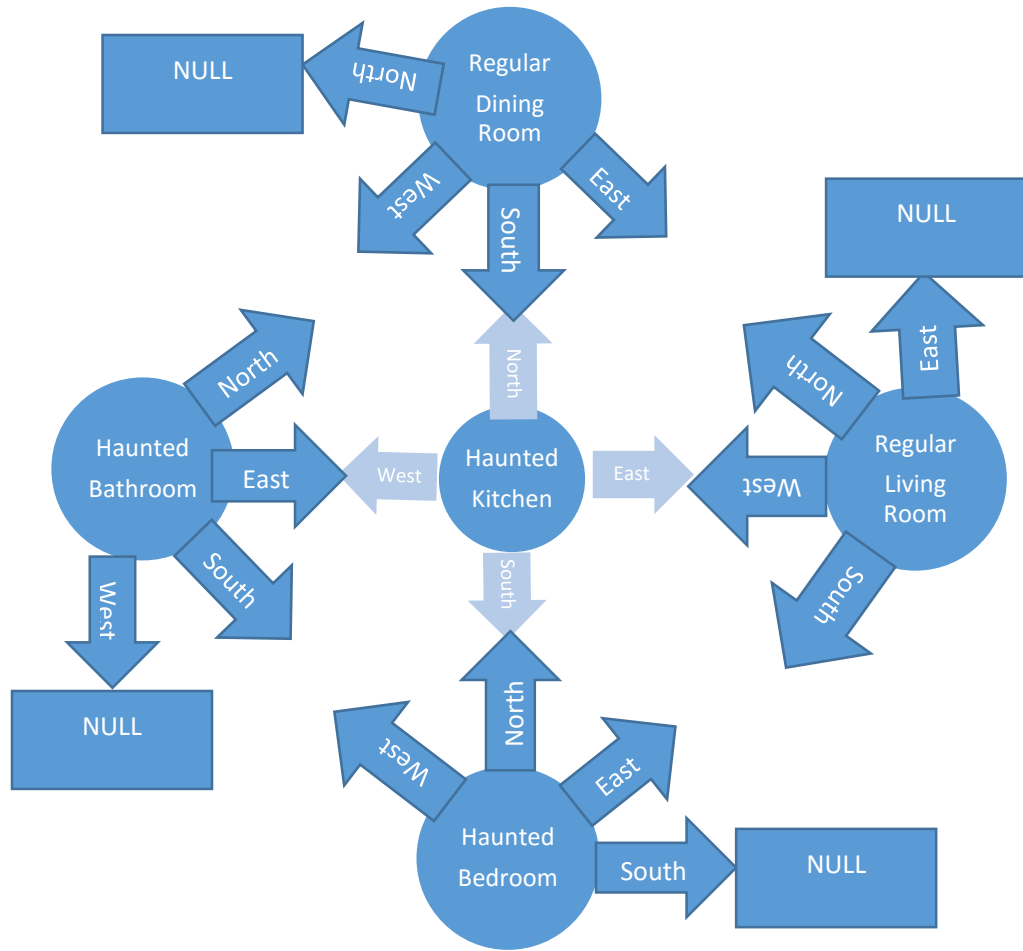 NULL
North
Regular
Dining
Room
West
South
East
NULL
North
East
North
North
Haunted
Bathroom
East
South
West
NULL
West
Haunted
Kitchen
East
South
West
Regular
Living
Room
South
North
West
East
Haunted
Bedroom
South
NULL